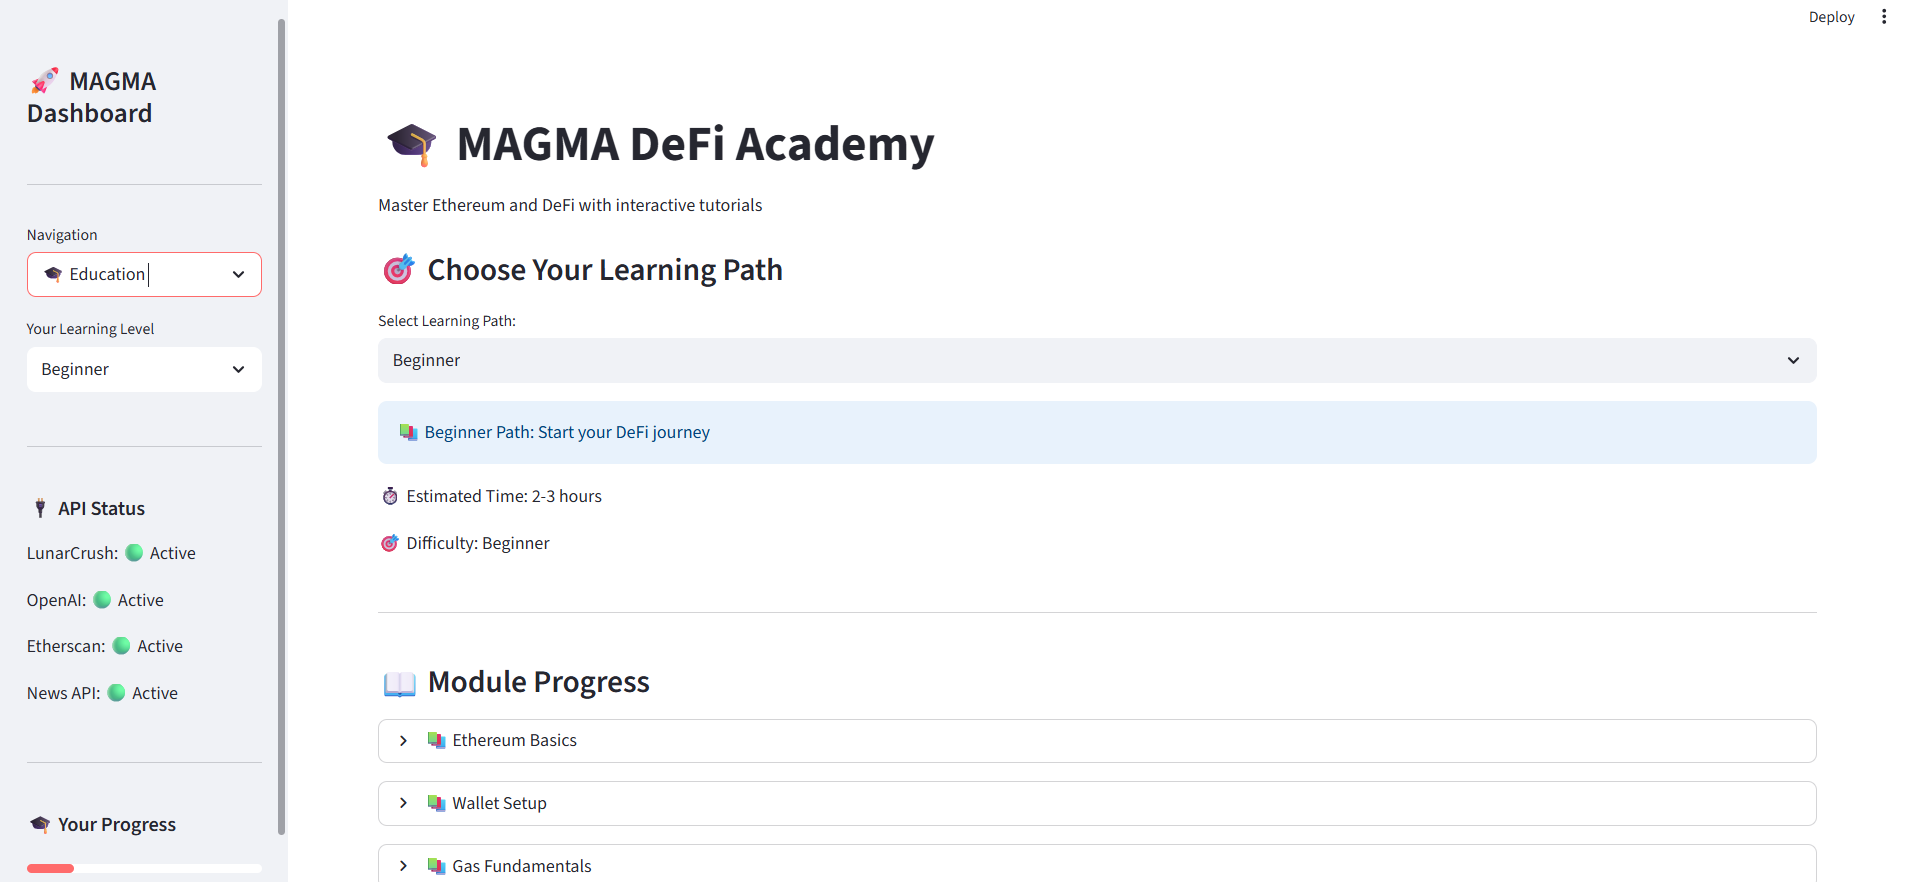 🚀 MAGMA
Dashboard
Navigation
🎓 Education
Your Learning Level
Beginner
🔌 API Status
LunarCrush: 🟢 Active
OpenAI: 🟢 Active
Etherscan: 🟢 Active
News API: 🟢 Active
🎓 Your Progress
Deploy
🎓 MAGMA DeFi Academy
Master Ethereum and DeFi with interactive tutorials
🎯 Choose Your Learning Path
Select Learning Path:
Beginner
📚 Beginner Path: Start your DeFi journey
⏱️ Estimated Time: 2-3 hours
🎯 Difficulty: Beginner
📖 Module Progress
📚 Ethereum Basics
📚 Wallet Setup
📚 Gas Fundamentals